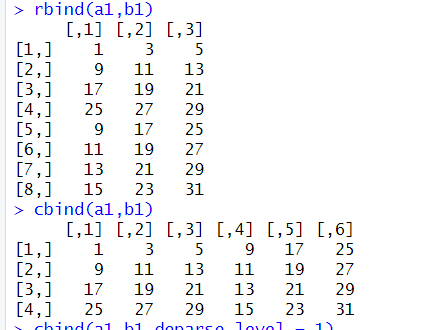 > rbind(a1,b1)
     [,1] [,2] [,3]
[1,]    1    3    5
[2,]    9   11   13
[3,]   17   19   21
[4,]   25   27   29
[5,]    9   17   25
[6,]   11   19   27
[7,]   13   21   29
[8,]   15   23   31
> cbind(a1,b1)
     [,1] [,2] [,3] [,4] [,5] [,6]
[1,]    1    3    5    9   17   25
[2,]    9   11   13   11   19   27
[3,]   17   19   21   13   21   29
[4,]   25   27   29   15   23   31
> cbind(a1,b1,deparse.level = 1)